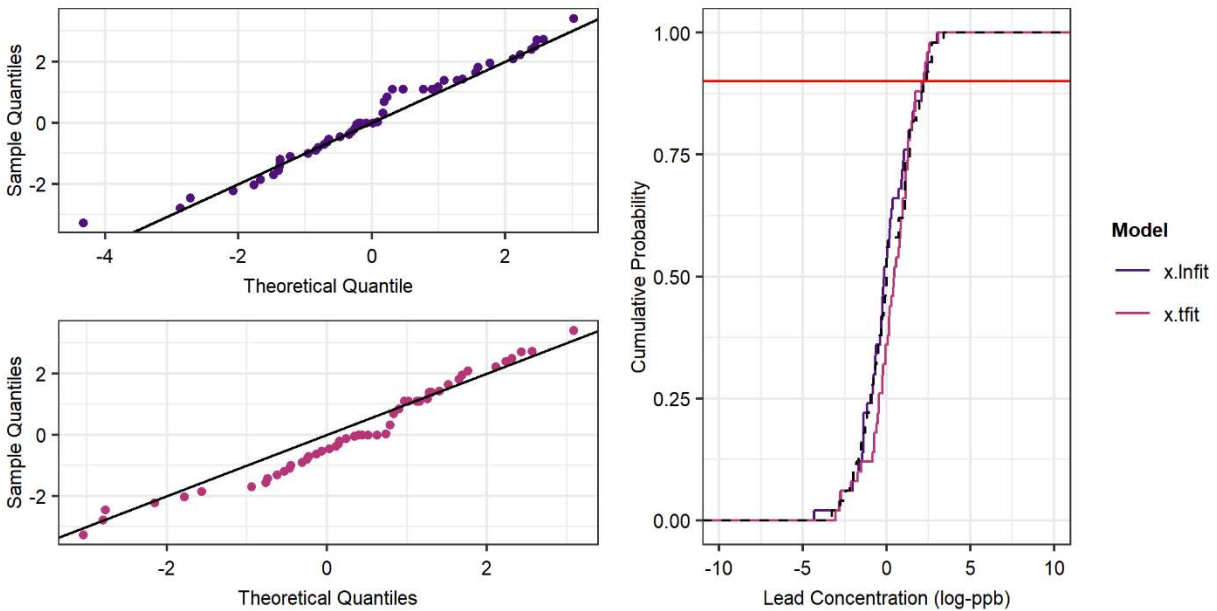 Sample Quantiles
2
0
-2
-4
-2
0
2
Theoretical Quantile
Sample Quantiles
2
0
-2
-2
0
2
Theoretical Quantiles
Cumulative Probability
1.00
0.75
0.50
0.25
0.00
-10
-5
0
5
10
Lead Concentration (log-ppb)
Model
x.lnfit
x.tfit